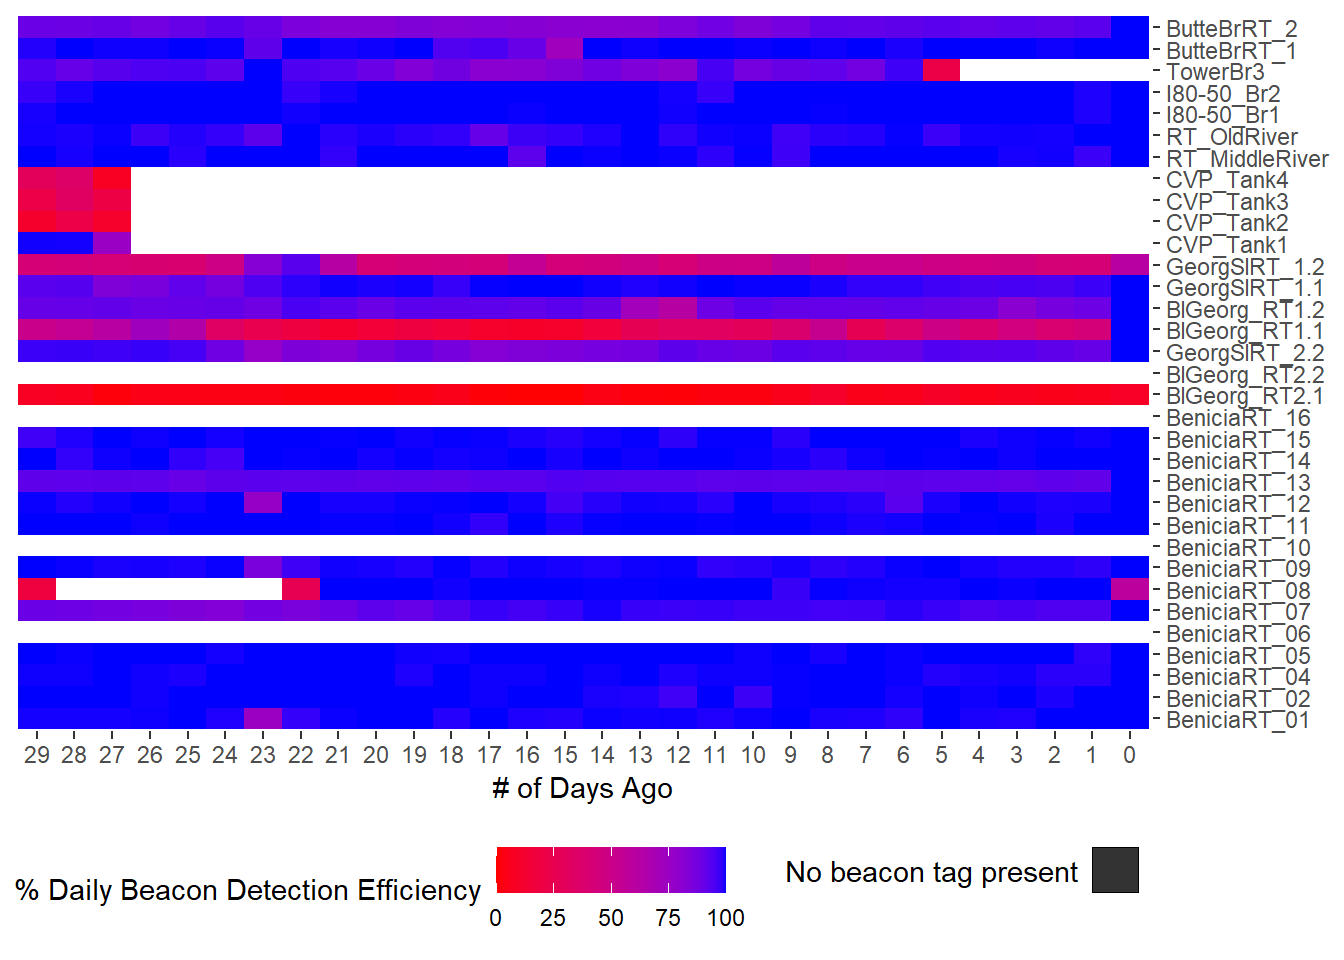 ButteBrRT_2
ButteBrRT_1
TowerBr3
I80-50_Br2
I80-50_Br1
RT_OldRiver
RT_MiddleRiver
CVP_Tank4
CVP_Tank3
CVP_Tank2
CVP_Tank1
GeorgSlRT_1.2
GeorgSlRT_1.1
BlGeorg_RT1.2
BlGeorg_RT1.1
GeorgSlRT_2.2
BlGeorg_RT2.2
BlGeorg_RT2.1
BeniciaRT_16
BeniciaRT_15
BeniciaRT_14
BeniciaRT_13
BeniciaRT_12
BeniciaRT_11
BeniciaRT_10
BeniciaRT_09
BeniciaRT_08
BeniciaRT_07
BeniciaRT_06
BeniciaRT_05
BeniciaRT_04
BeniciaRT_02
BeniciaRT_01
29 28 27 26 25 24 23 22 21 20 19 18 17 16 15 14 13 12 11 10 9 8 7 6 5 4 3 2 1 0
# of Days Ago
% Daily Beacon Detection Efficiency
0 25 50 75 100
No beacon tag present